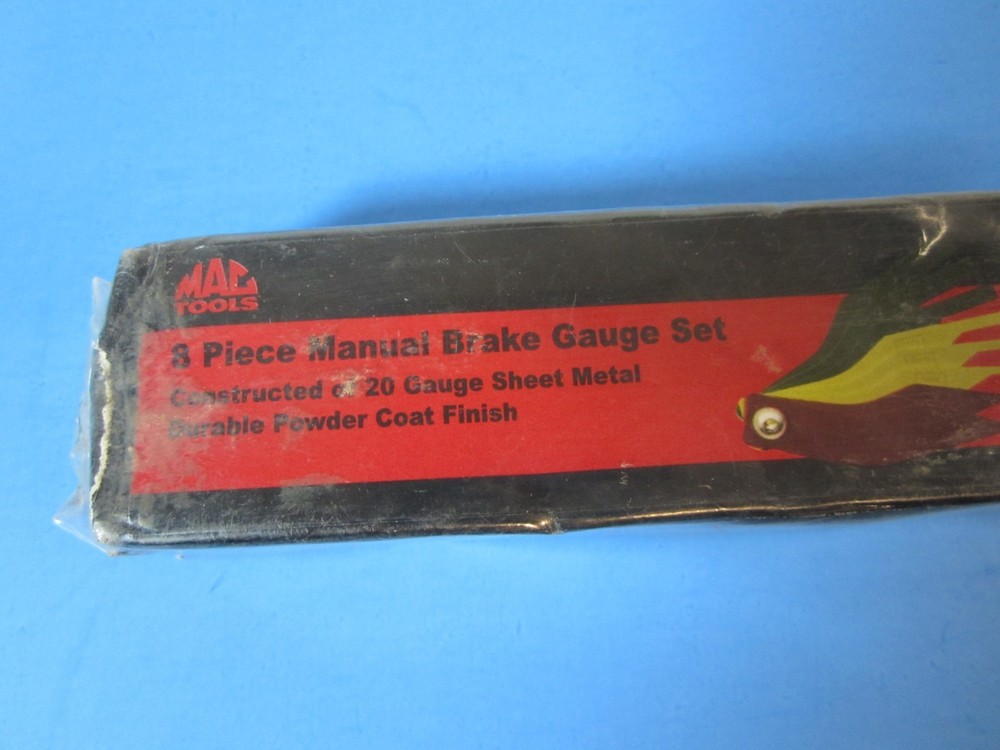 MAC
TOOLS
8 Piece Manual Brake Gauge Set
Constructed of 20 Gauge Sheet Metal
Durable Powder Coat Finish